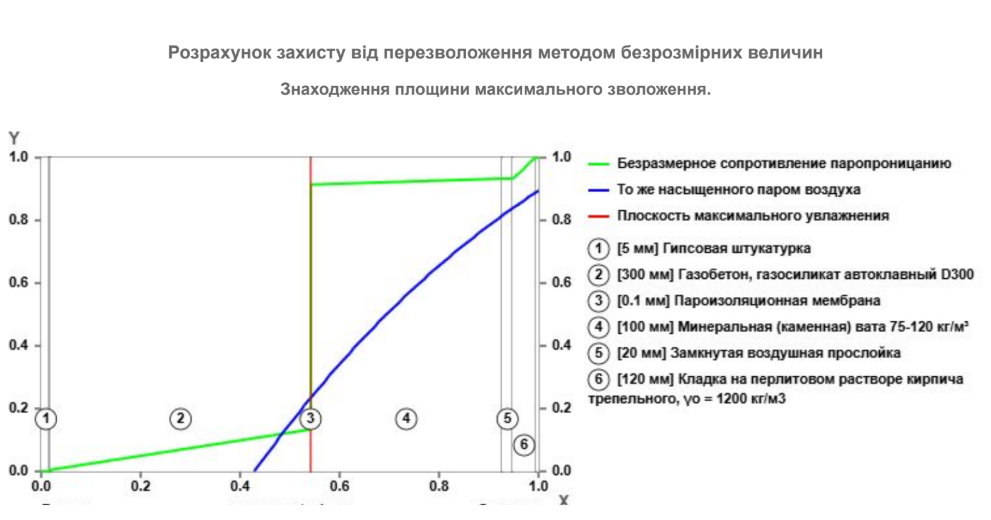 Розрахунок захисту від перезволоження методом безрозмірних величин
Знаходження площини максимального зволоження.
Y
1.0
0.8
0.6
0.4
0.2
0.0
1.0
0.8
0.6
0.4
0.2
0.0
1
2
3
4
5
6
0.0 0.2 0.4 0.6 0.8 1.0
X
Безразмерное сопротивление паропроницанию
То же насыщенного паром воздуха
Плоскость максимального увлажнения
1 [5 мм] Гипсовая штукатурка
2 [300 мм] Газобетон, газосиликат автоклавный D300
3 [0.1 мм] Пароизоляционная мембрана
4 [100 мм] Минеральная (каменная) вата 75-120 кг/м³
5 [20 мм] Замкнутая воздушная прослойка
6 [120 мм] Кладка на перлитовом растворе кирпича
трепельного, γо = 1200 кг/м3